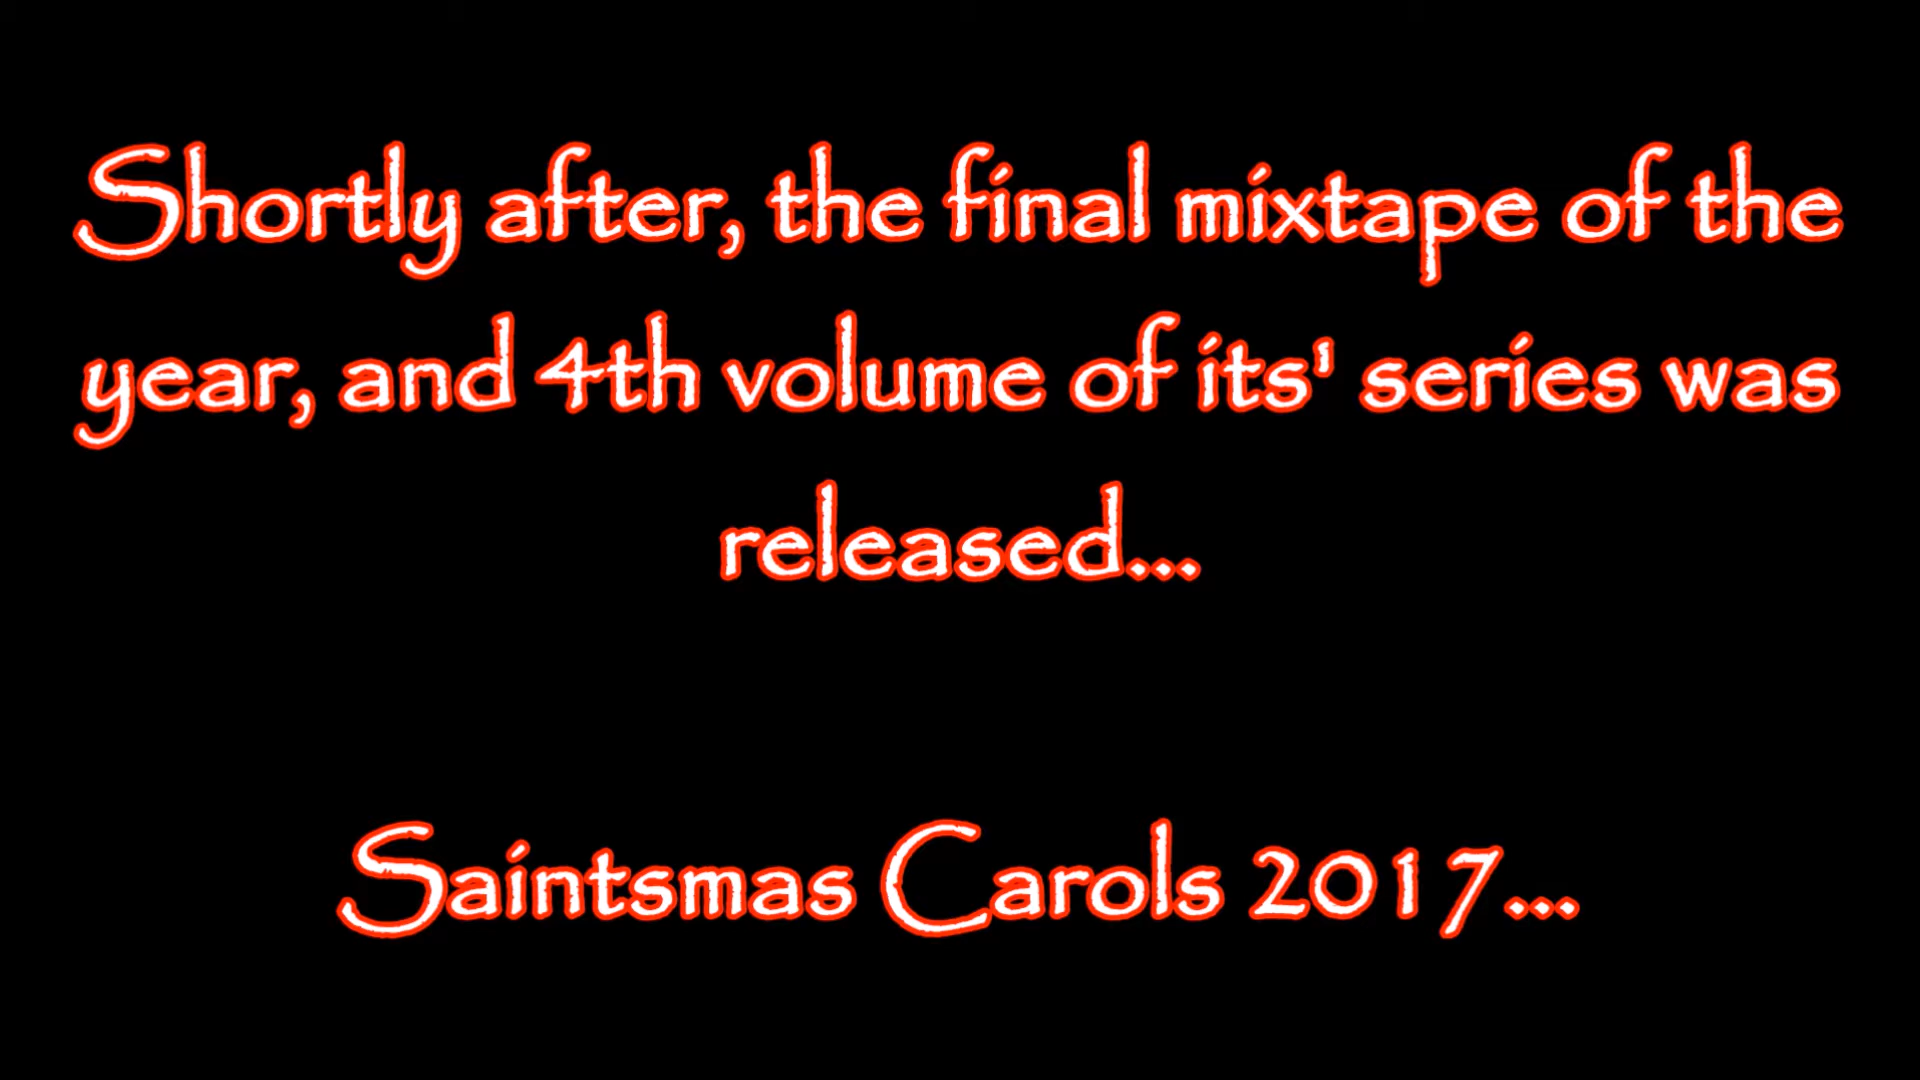 Shortly after, the final mixtape of the
year, and 4th volume of its' series was
released...
Saintsmas Carols 2017...